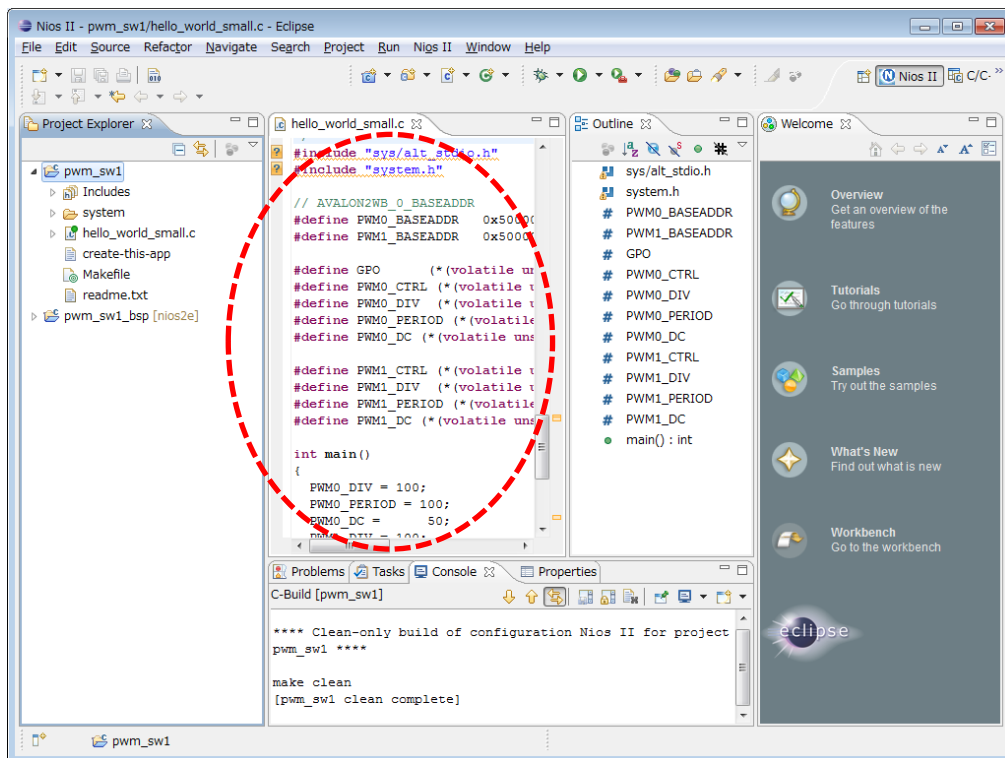 Nios II - pwm_sw1/hello_world_small.c - Eclipse
File Edit Source Refactor Navigate Search Project Run Nios II Window Help
Nios II C/C-
Project Explorer
pwm_sw1
Includes
system
hello_world_small.c
create-this-app
Makefile
readme.txt
pwm_sw1_bsp [nios2e]
hello_world_small.c
#include "sys/alt_stdio.h"
#include "system.h"
// AVALON2WB_0_BASEADDR
#define PWM0_BASEADDR 0x50000
#define PWM1_BASEADDR 0x50000
#define GPO (*(volatile un
#define PWM0_CTRL (*(volatile u
#define PWM0_DIV (*(volatile u
#define PWM0_PERIOD (*(volatile
#define PWM0_DC (*(volatile uns
#define PWM1_CTRL (*(volatile u
#define PWM1_DIV (*(volatile u
#define PWM1_PERIOD (*(volatile
#define PWM1_DC (*(volatile uns
int main()
{
PWM0_DIV = 100;
PWM0_PERIOD = 100;
PWM0_DC = 50;
= 100;
Outline
sys/alt_stdio.h
system.h
PWM0_BASEADDR
PWM1_BASEADDR
GPO
PWM0_CTRL
PWM0_DIV
PWM0_PERIOD
PWM0_DC
PWM1_CTRL
PWM1_DIV
PWM1_PERIOD
PWM1_DC
main() : int
Welcome
Overview
Get an overview of the
features
Tutorials
Go through tutorials
Samples
Try out the samples
What's New
Find out what is new
Workbench
Go to the workbench
eclipse
Problems Tasks Console Properties
C-Build [pwm_sw1]
**** Clean-only build of configuration Nios II for project
pwm_sw1 ****
make clean
[pwm_sw1 clean complete]
pwm_sw1